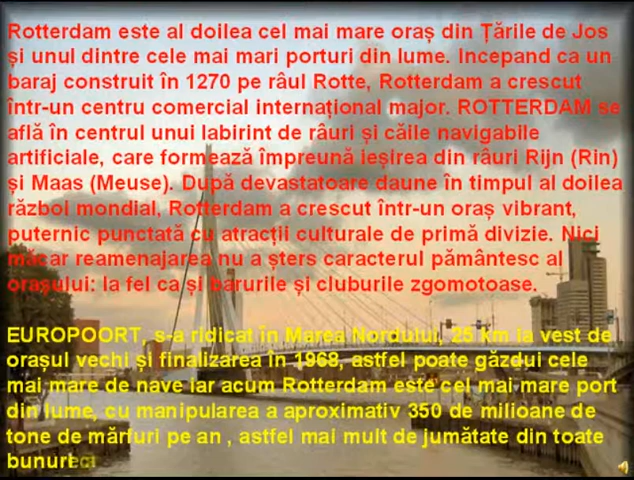 Rotterdam este al doilea cel mai mare oraș din Țările de Jos
și unul dintre cele mai mari porturi din lume. Incepand ca un
baraj construit în 1270 pe râul Rotte, Rotterdam a crescut
într-un centru comercial internațional major. ROTTERDAM se
află în centrul unui labirint de râuri și căile navigabile
artificiale, care formează împreună ieșirea din râuri Rijn (Rin)
și Maas (Meuse). După devastatoare daune în timpul al doilea
război mondial, Rotterdam a crescut într-un oraș vibrant,
puternic punctată cu atracții culturale de primă divizie. Nici
măcar reamenajarea nu a șters caracterul pământesc al
orașului: la fel ca și barurile și cluburile zgomotoase.
EUROPOORT, s-a ridicat în Marea Nordului, 25 km la vest de
orașul vechi și finalizarea în 1968, astfel poate găzdui cele
mai mare de nave iar acum Rotterdam este cel mai mare port
din lume, cu manipularea a aproximativ 350 de milioane de
tone de mărfuri pe an , astfel mai mult de jumătate din toate